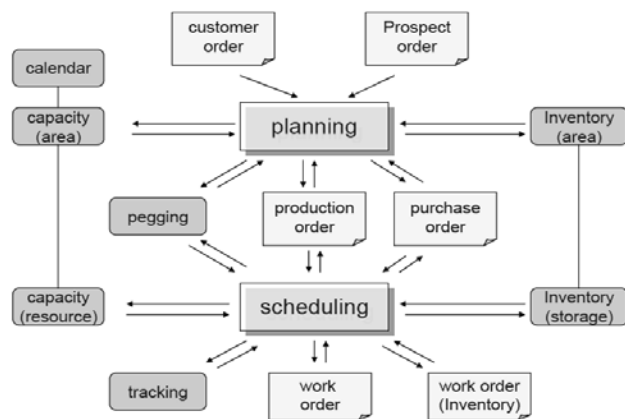 customer
order
Prospect
order
calendar
capacity
(area)
planning
Inventory
(area)
pegging
production
order
purchase
order
capacity
(resource)
scheduling
Inventory
(storage)
tracking
work
order
work order
(Inventory)